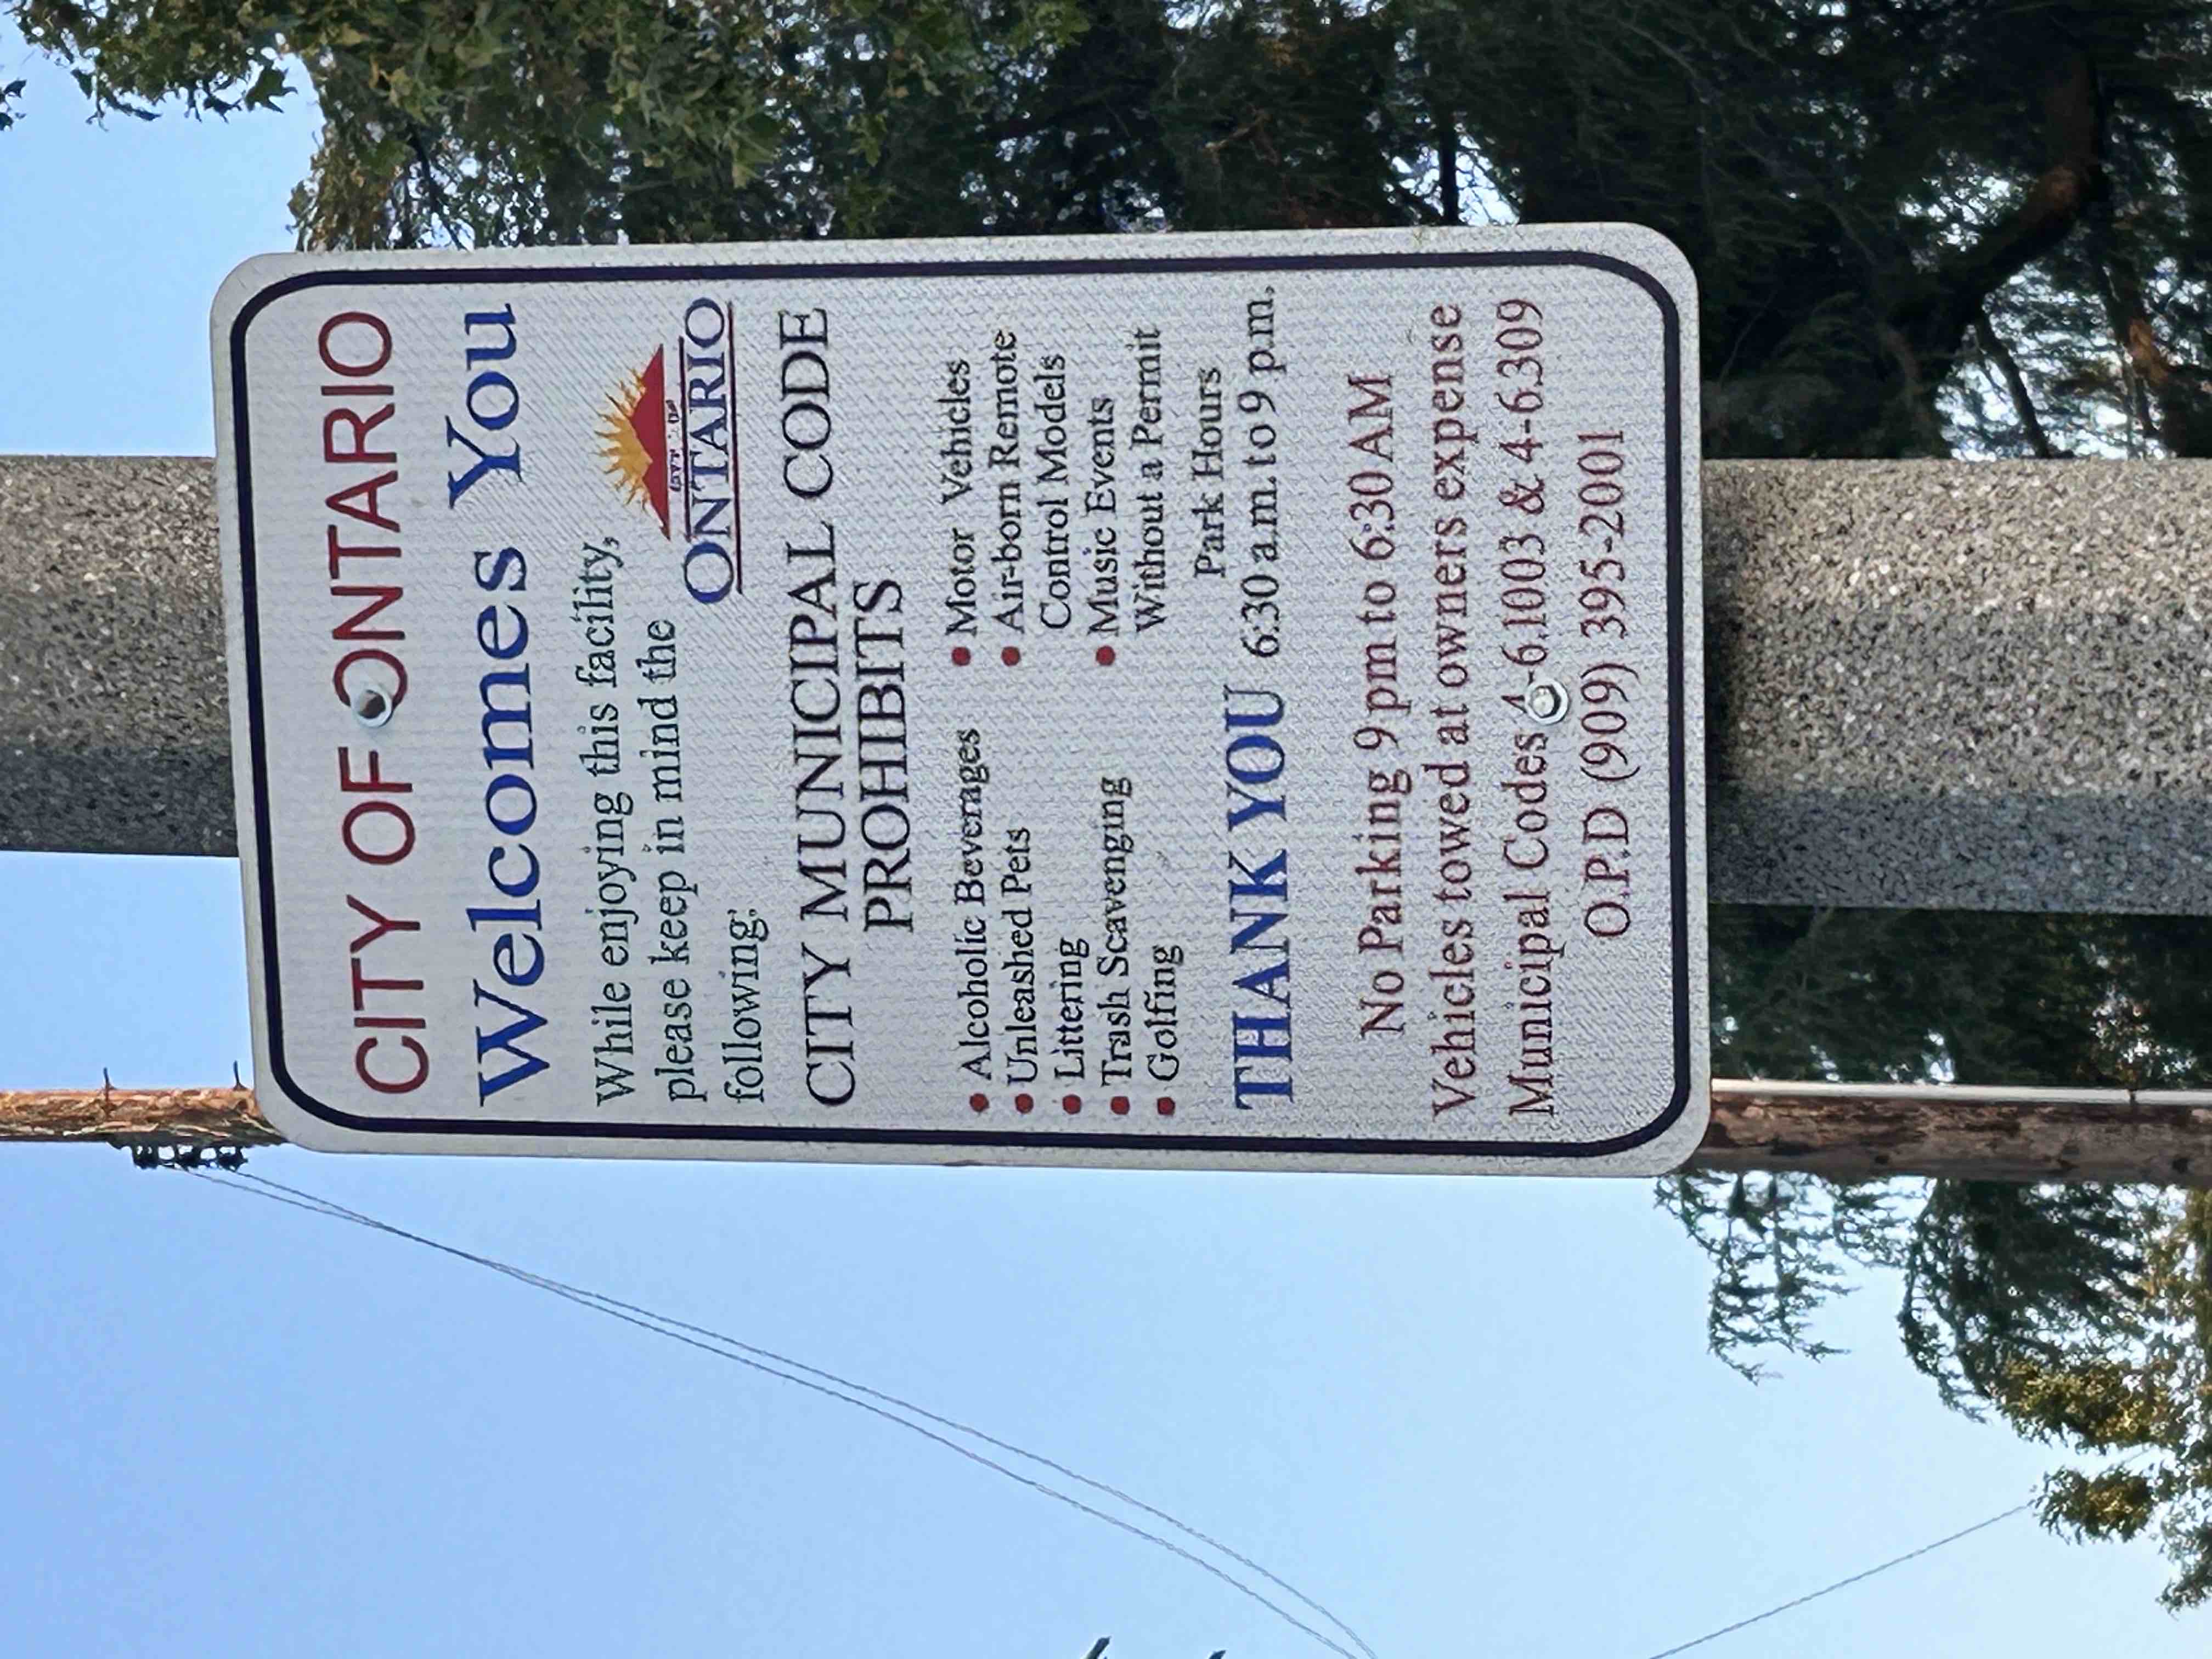 CITY OF ONTARIO
Welcomes You
While enjoying this facility,
please keep in mind the
following:
ONTARIO
CITY MUNICIPAL CODE
PROHIBITS
• Alcoholic Beverages
• Unleashed Pets
• Littering
• Trash Scavenging
• Golfing
• Motor Vehicles
• Air-born Remote
Control Models
• Music Events
Without a Permit
Park Hours
THANK YOU 6:30 a.m. to 9 p.m.
No Parking 9 pm to 6:30 AM
Vehicles towed at owners expense
Municipal Codes 4-6.1003 & 4-6.309
O.P.D (909) 395-2001